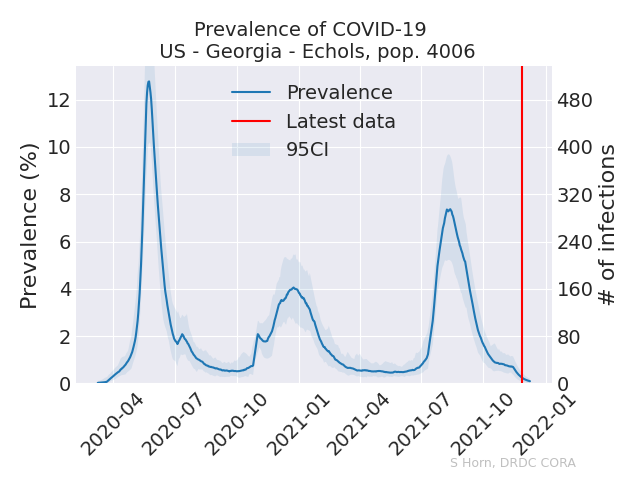 Prevalence of COVID-19
US - Georgia - Echols, pop. 4006
Prevalence
Latest data
95CI
Prevalence (%)
12
10
8
6
4
2
0
# of infections
480
400
320
240
160
80
0
2020-04
2020-07
2020-10
2021-01
2021-04
2021-07
2021-10
2022-01
S Horn, DRDC CORA